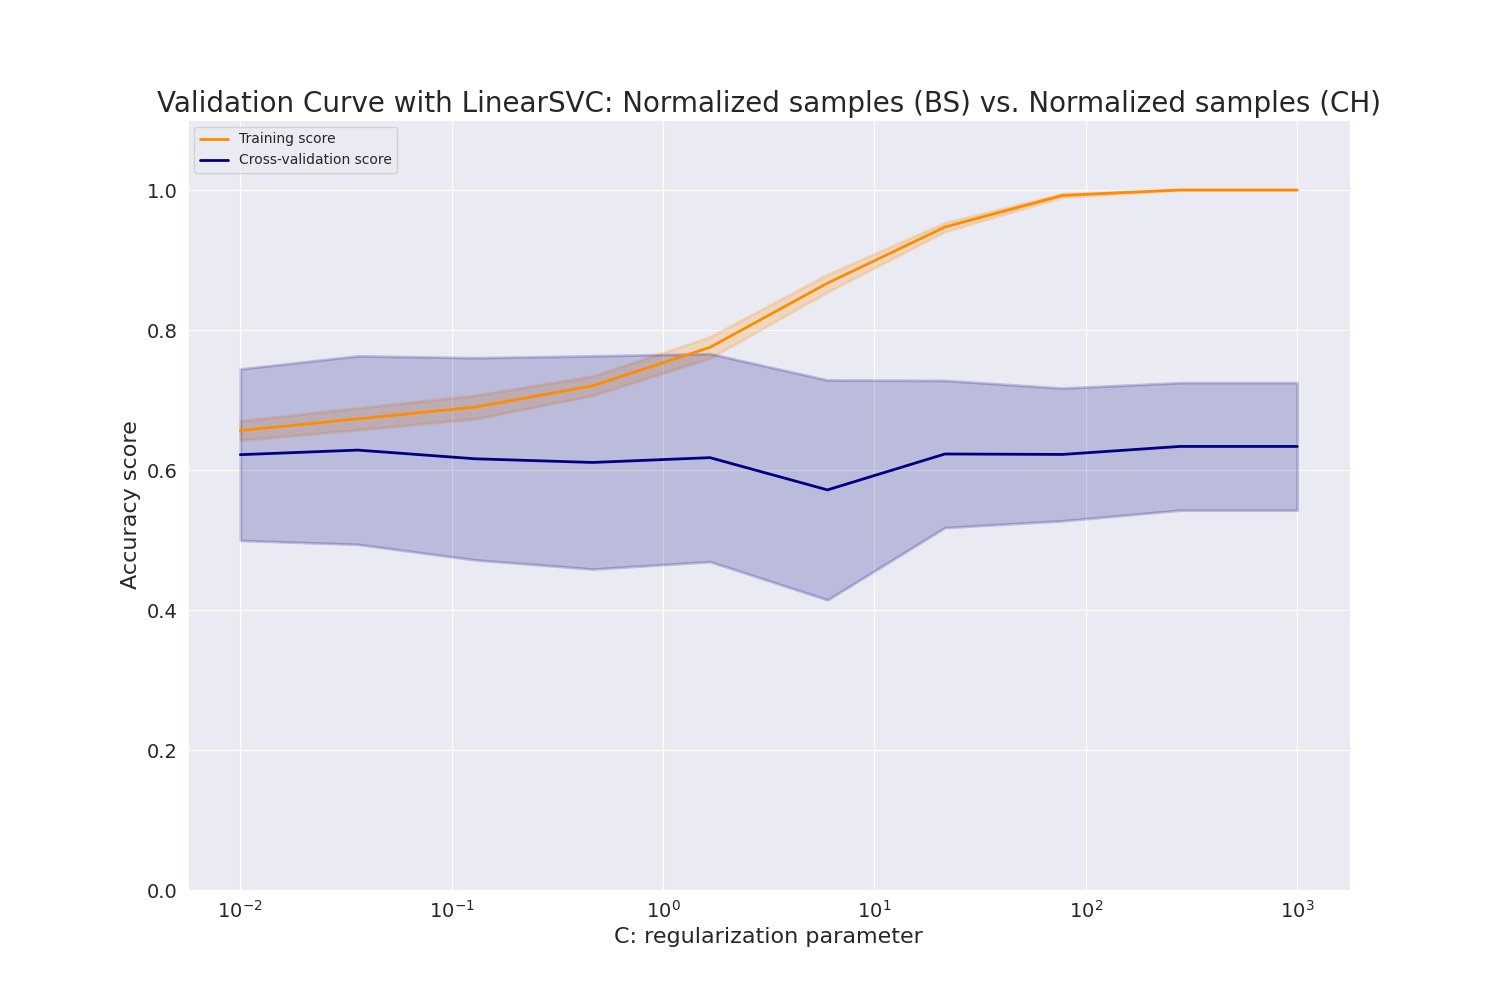 Validation Curve with LinearSVC: Normalized samples (BS) vs. Normalized samples (CH)
Training score
Cross-validation score
1.0
0.8
0.6
0.4
0.2
0.0
Accuracy score
10⁻² 10⁻¹ 10⁰ 10¹ 10² 10³
C: regularization parameter